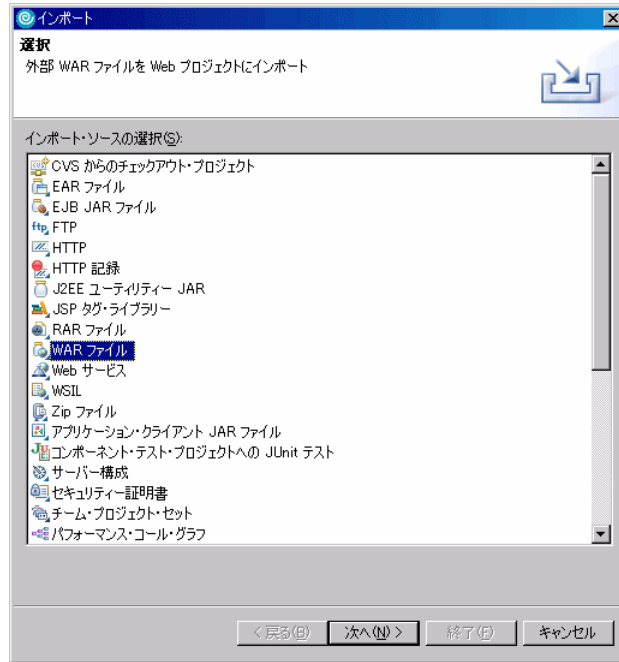 インポート
選択
外部 WAR ファイルを Web プロジェクトにインポート
インポート・ソースの選択(S):
CVS からのチェックアウト・プロジェクト
EAR ファイル
EJB JAR ファイル
ftp FTP
HTTP
HTTP 記録
J2EE ユーティリティー JAR
JSP タグ・ライブラリー
RAR ファイル
WAR ファイル
Web サービス
WSIL
Zip ファイル
アプリケーション・クライアント JAR ファイル
コンポーネント・テスト・プロジェクトへの JUnit テスト
サーバー構成
セキュリティー証明書
チーム・プロジェクト・セット
パフォーマンス・コール・グラフ
< 戻る(B) 次へ(N) > 終了(F) キャンセル